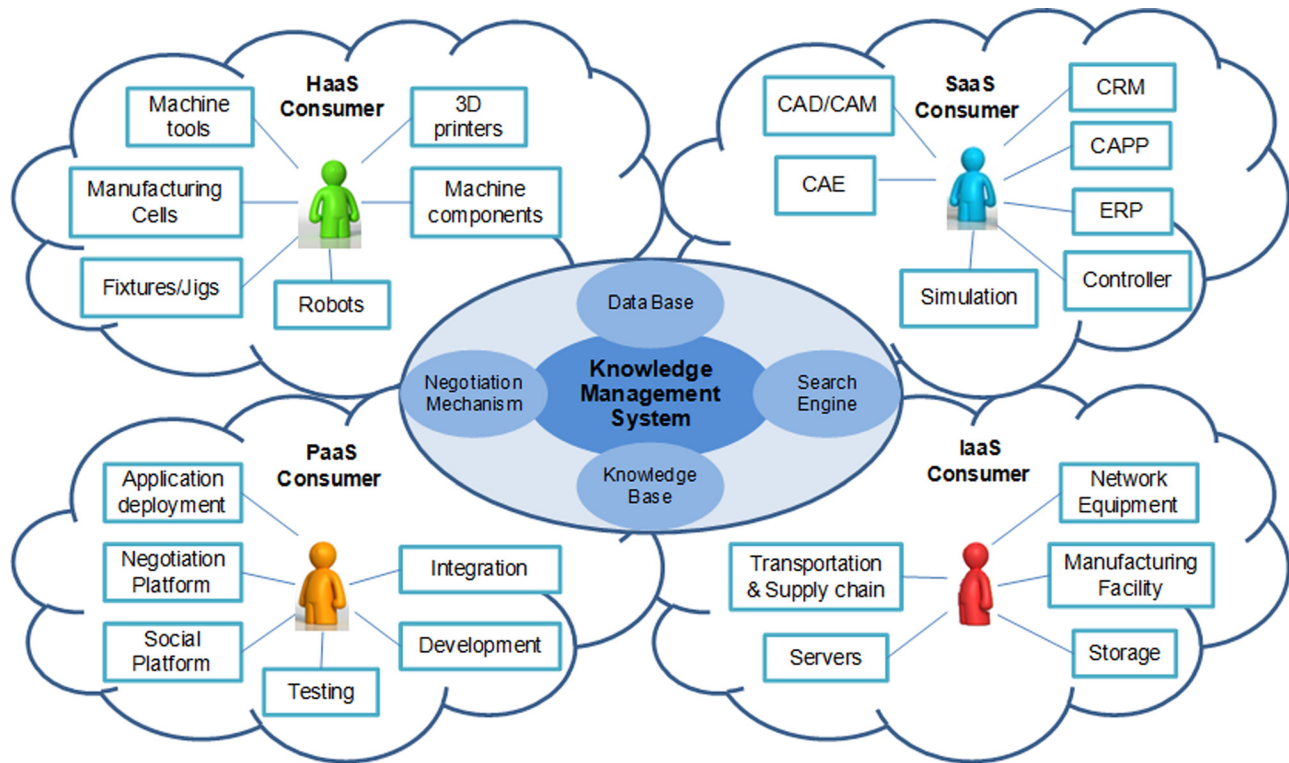 HaaS
Consumer
Machine
tools
3D
printers
Manufacturing
Cells
Machine
components
Fixtures/Jigs
Robots
SaaS
Consumer
CAD/CAM
CRM
CAE
CAPP
ERP
Simulation
Controller
Data Base
Negotiation
Mechanism
Knowledge
Management
System
Search
Engine
Knowledge
Base
PaaS
Consumer
Application
deployment
Negotiation
Platform
Integration
Social
Platform
Development
Testing
IaaS
Consumer
Network
Equipment
Transportation
& Supply chain
Manufacturing
Facility
Servers
Storage